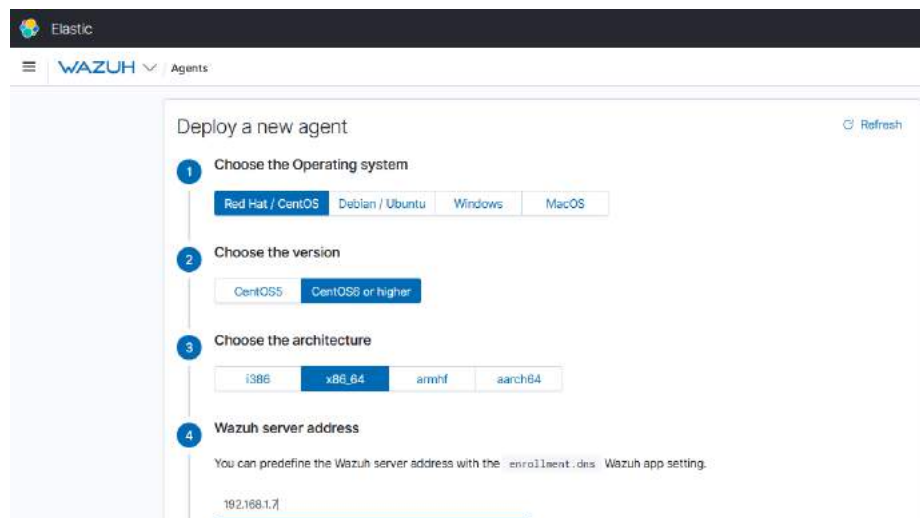 Elastic
WAZUH Agents
Deploy a new agent
Refresh
1 Choose the Operating system
Red Hat / CentOS Debian / Ubuntu Windows MacOS
2 Choose the version
CentOS5 CentOS6 or higher
3 Choose the architecture
i386 x86_64 armhf aarch64
4 Wazuh server address
You can predefine the Wazuh server address with the enrollment.dns Wazuh app setting.
192.168.1.7